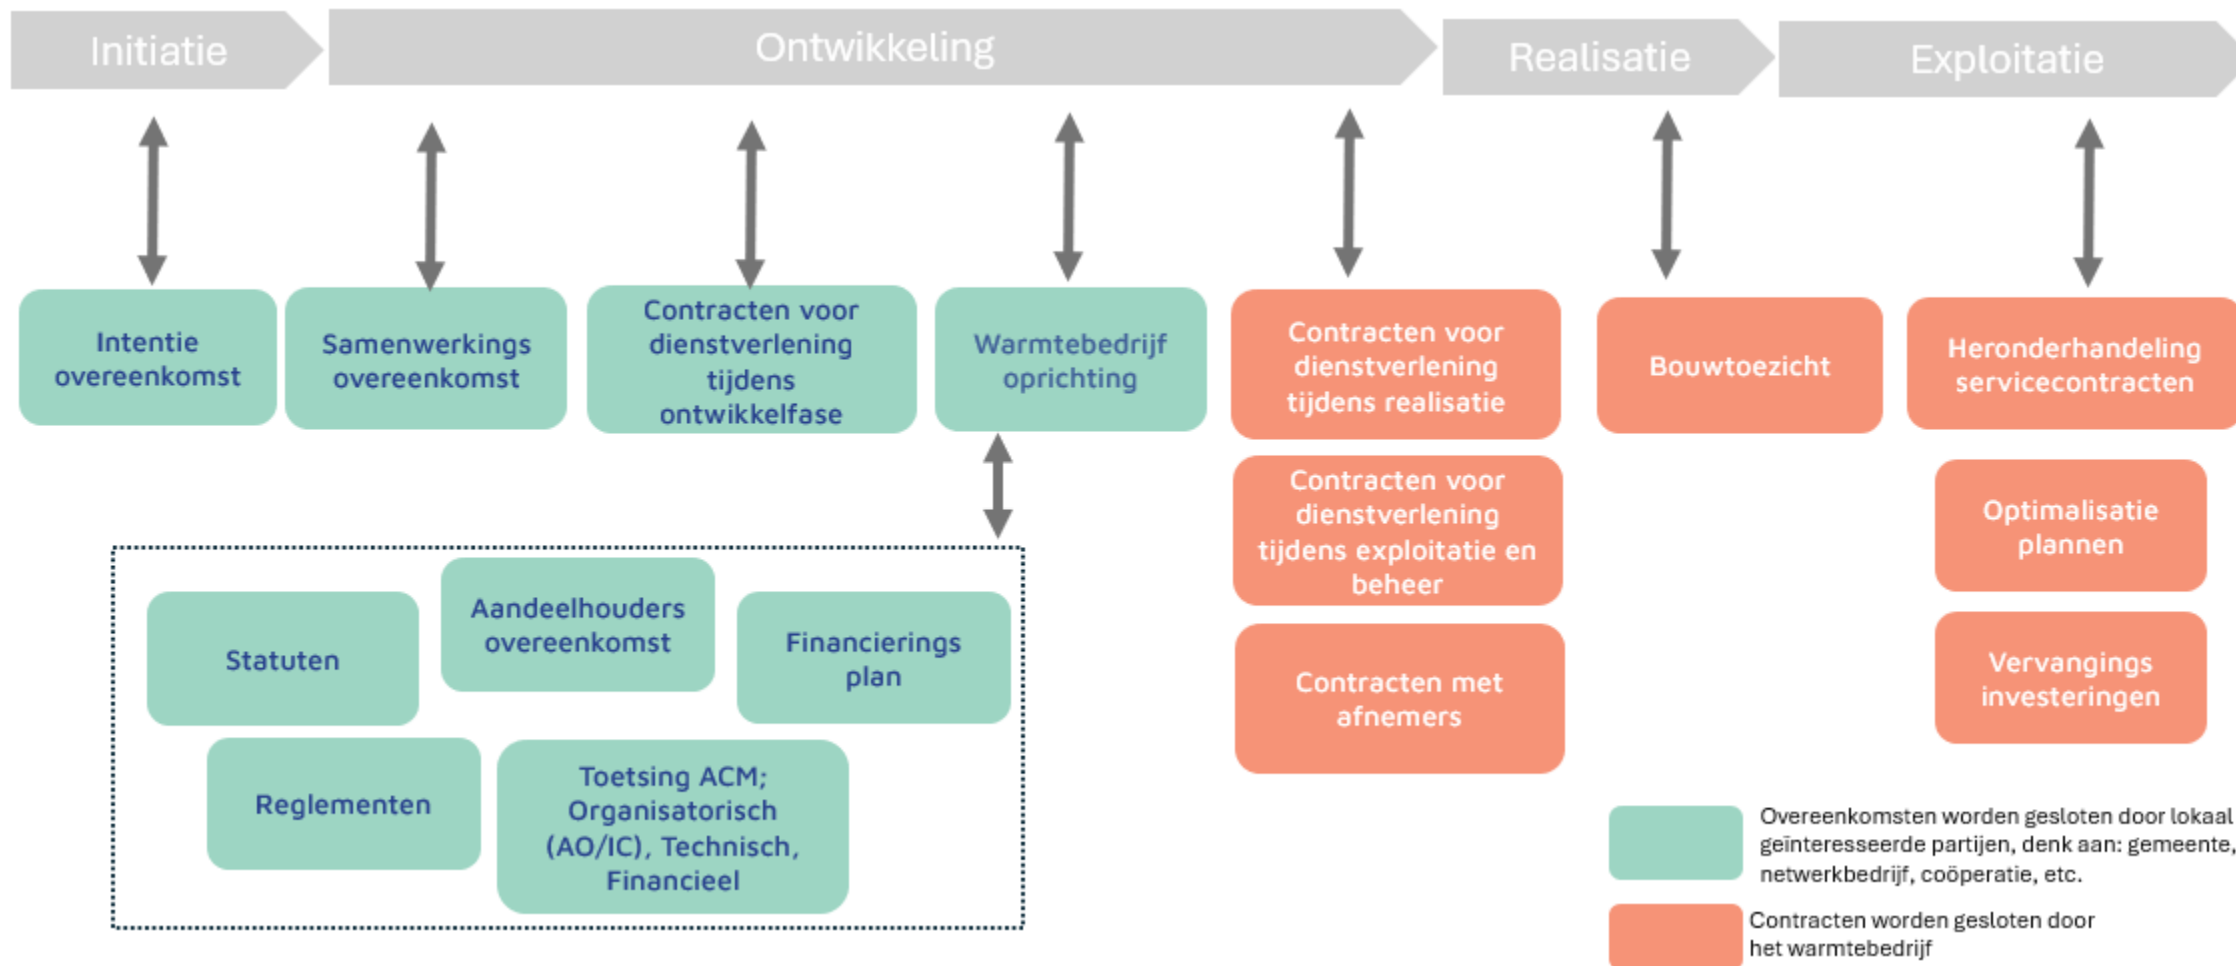 Initiatie
Ontwikkeling
Realisatie
Exploitatie
Intentie
overeenkomst
Samenwerkings
overeenkomst
Contracten voor
dienstverlening
tijdens
ontwikkelfase
Warmtebedrijf
oprichting
Contracten voor
dienstverlening
tijdens realisatie
Bouwtoezicht
Heronderhandeling
servicecontracten
Contracten voor
dienstverlening
tijdens exploitatie en
beheer
Optimalisatie
plannen
Statuten
Aandeelhouders
overeenkomst
Financierings
plan
Contracten met
afnemers
Vervangings
investeringen
Reglementen
Toetsing ACM;
Organisatorisch
(AO/IC), Technisch,
Financieel
Overeenkomsten worden gesloten door lokaal
geïnteresseerde partijen, denk aan: gemeente,
netwerkbedrijf, coöperatie, etc.
Contracten worden gesloten door
het warmtebedrijf